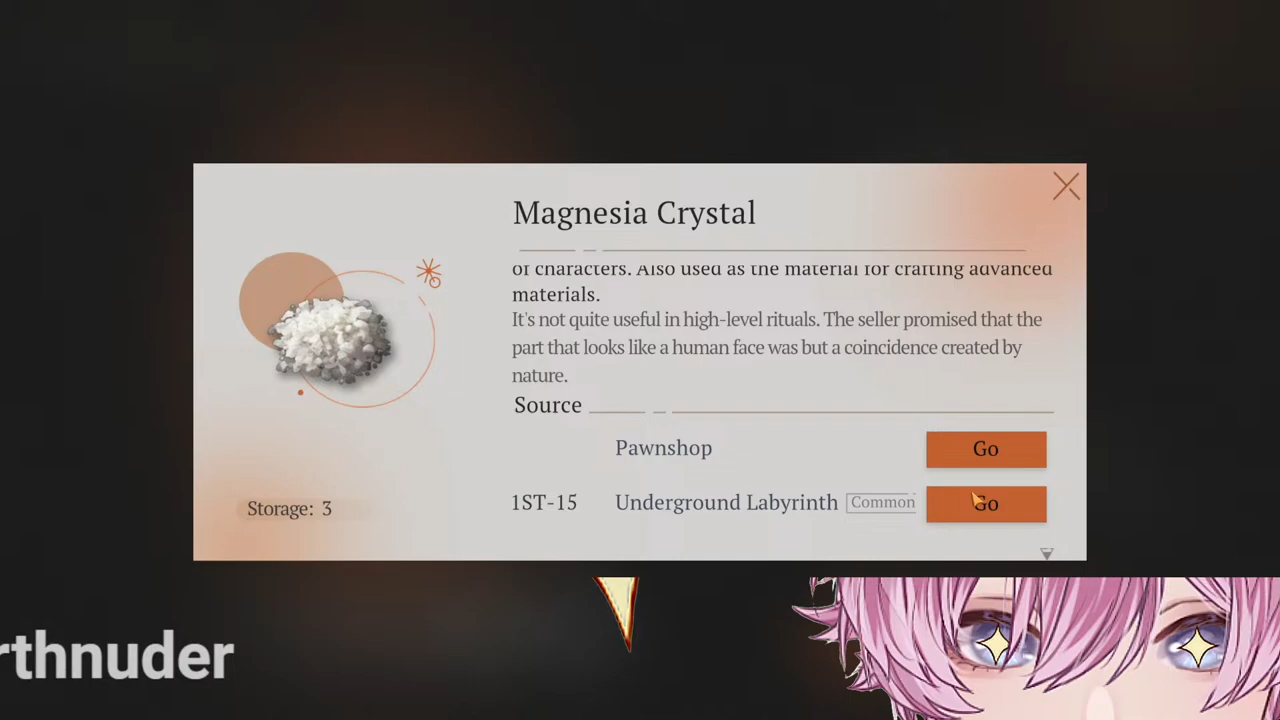 Magnesia Crystal
of characters. Also used as the material for crafting advanced
materials.
It's not quite useful in high-level rituals. The seller promised that the
part that looks like a human face was but a coincidence created by
nature.
Source
Pawnshop Go
Storage: 3
1ST-15 Underground Labyrinth Common Go
rthnuder